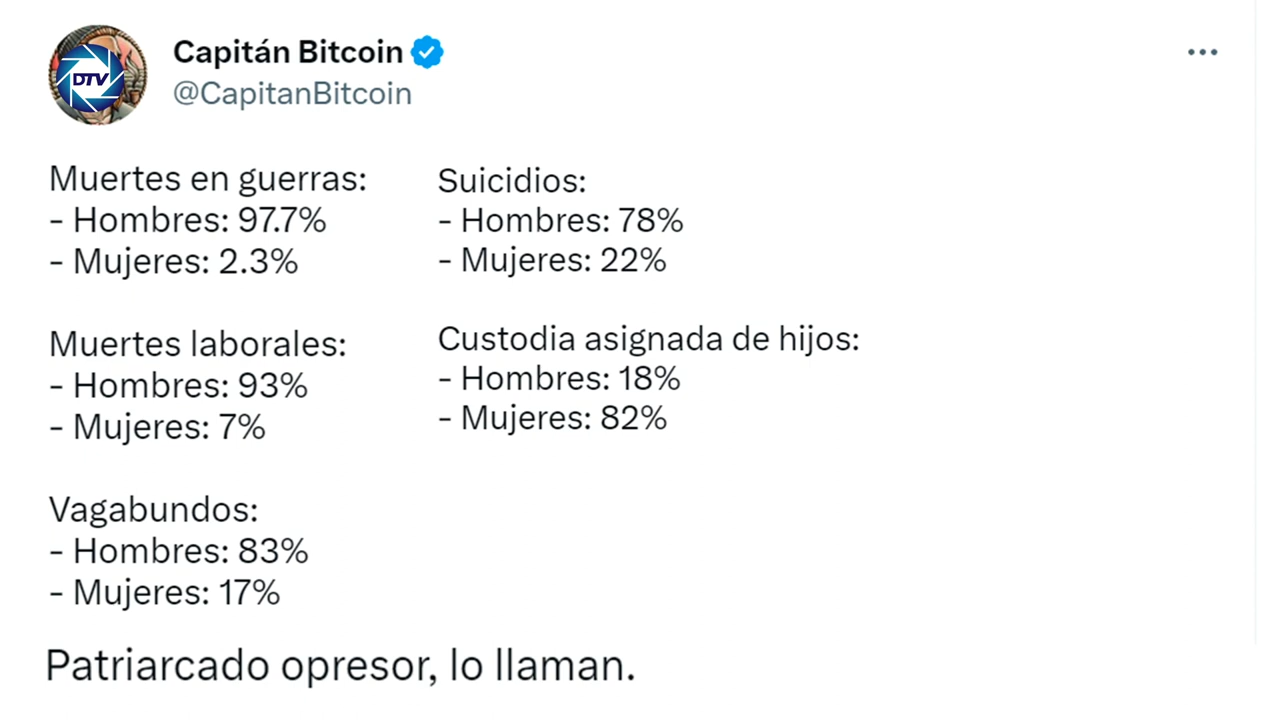 DTV
Capitán Bitcoin
@CapitanBitcoin
Muertes en guerras:
- Hombres: 97.7%
- Mujeres: 2.3%
Muertes laborales:
- Hombres: 93%
- Mujeres: 7%
Vagabundos:
- Hombres: 83%
- Mujeres: 17%
Suicidios:
- Hombres: 78%
- Mujeres: 22%
Custodia asignada de hijos:
- Hombres: 18%
- Mujeres: 82%
Patriarcado opresor, lo llaman.